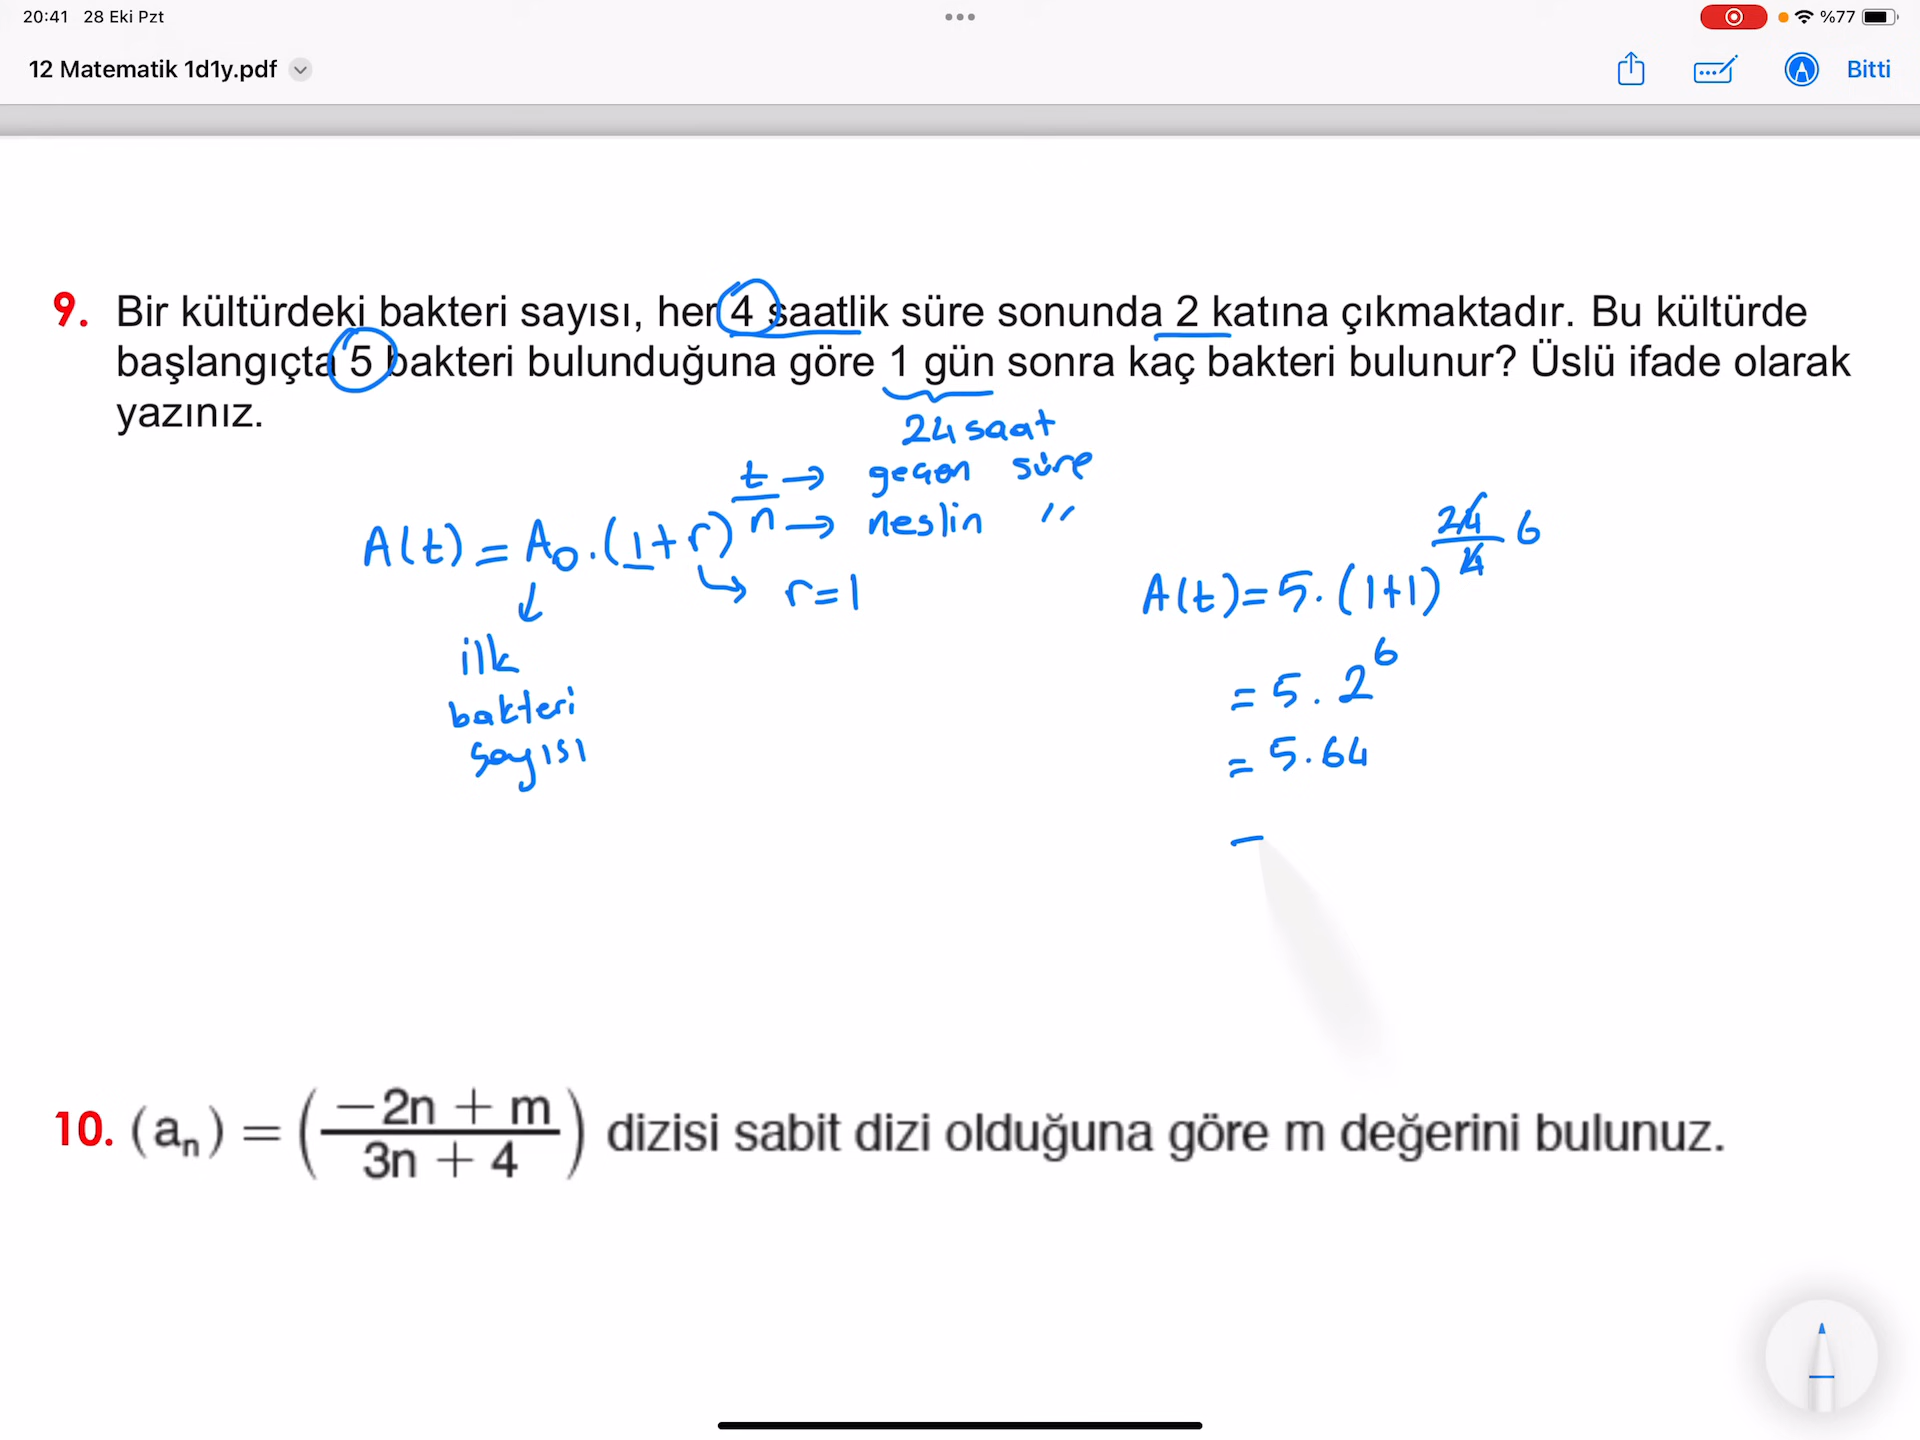 20:41 28 Eki Pzt
%77
12 Matematik 1d1y.pdf
Bitti
9. Bir kültürdeki bakteri sayısı, her 4 saatlik süre sonunda 2 katına çıkmaktadır. Bu kültürde
başlangıçta 5 bakteri bulunduğuna göre 1 gün sonra kaç bakteri bulunur? Üslü ifade olarak
yazınız.
24 saat
t → geçen süre
n → neslin "
A(t) = A₀.(1+r)
r=1
ilk
bakteri
sayısı
24/4 6
A(t)=5.(1+1)
= 5.2⁶
= 5.64
10. (aₙ) = (−2n + m / 3n + 4) dizisi sabit dizi olduğuna göre m değerini bulunuz.